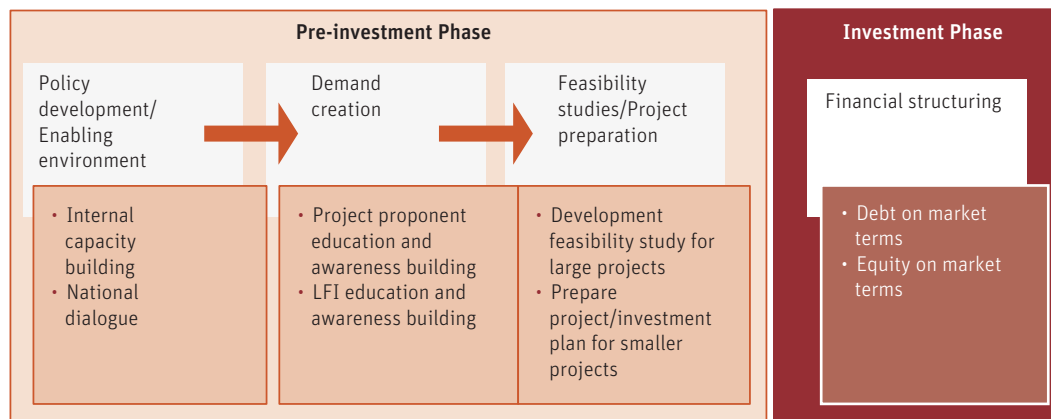 Pre-investment Phase
Policy
development/
Enabling
environment
Demand
creation
Feasibility
studies/Project
preparation
• Internal
capacity
building
• National
dialogue
• Project proponent
education and
awareness building
• LFI education and
awareness building
• Development
feasibility study for
large projects
• Prepare
project/investment
plan for smaller
projects
Investment Phase
Financial structuring
• Debt on market
terms
• Equity on market
terms